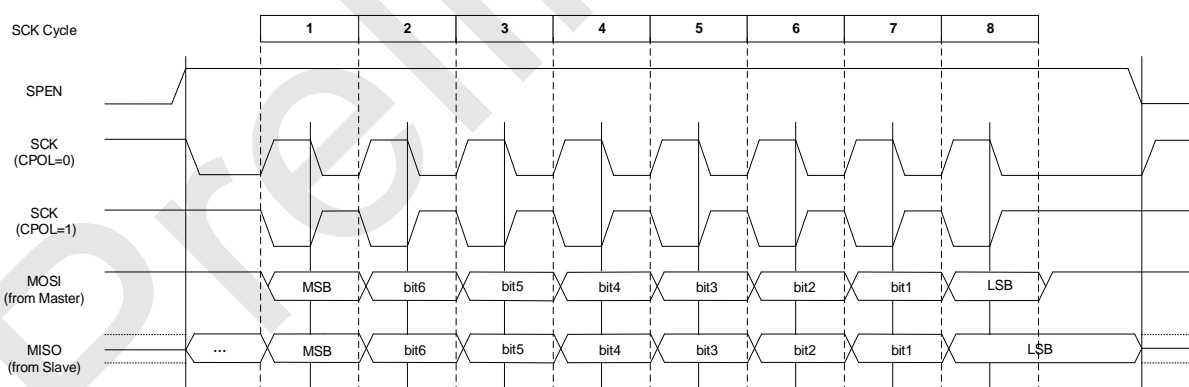 SCK Cycle 1 2 3 4 5 6 7 8
SPEN
SCK
(CPOL=0)
SCK
(CPOL=1)
MOSI
(from Master)
MSB bit6 bit5 bit4 bit3 bit2 bit1 LSB
MISO
(from Slave)
... MSB bit6 bit5 bit4 bit3 bit2 bit1 LSB